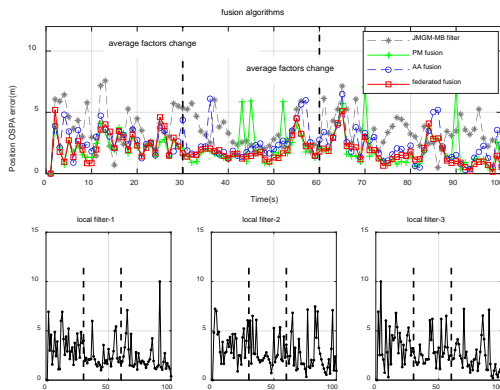 fusion algorithms
Position OSPA error(m)
10
5
0
average factors change
average factors change
JMGM-MB filter
PM fusion
AA fusion
federated fusion
0 10 20 30 40 50 60 70 80 90 100
Time(s)
local filter-1
15
10
5
0
0 50 100
local filter-2
15
10
5
0
0 50 100
local filter-3
15
10
5
0
0 50 100